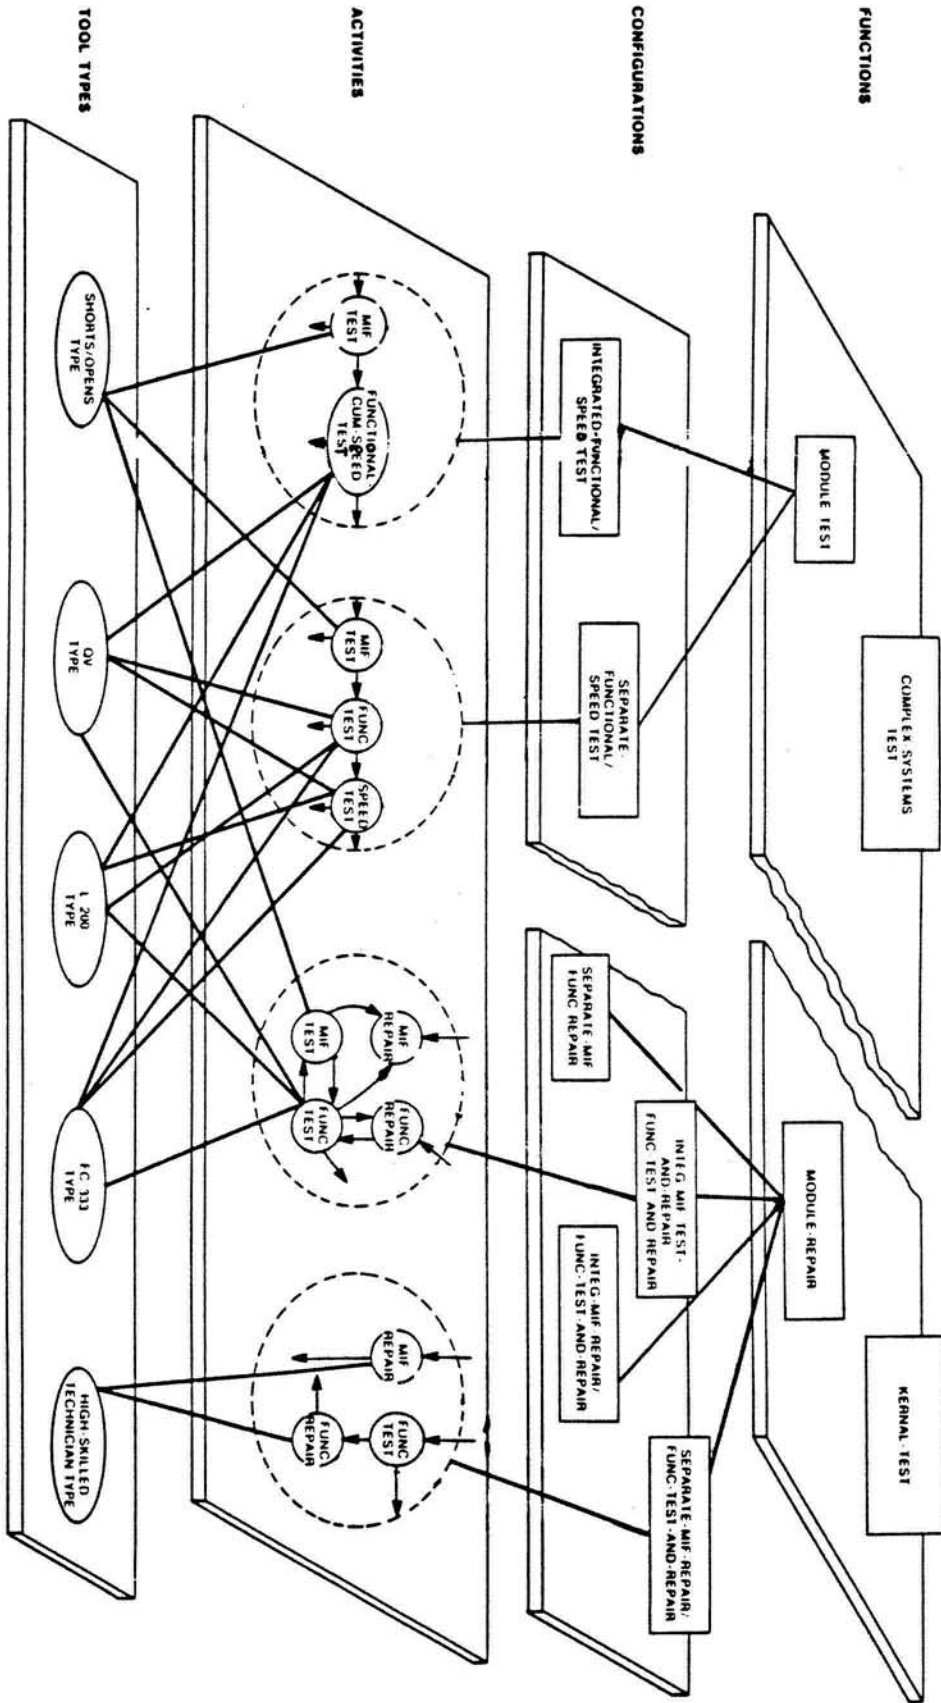 FUNCTIONS
COMPLEX-SYSTEMS
TEST
KERNAL-TEST
MODULE TEST
MODULE-REPAIR
CONFIGURATIONS
INTEGRATED-FUNCTIONAL/
SPEED TEST
SEPARATE-
FUNCTIONAL/
SPEED TEST
SEPARATE-MIF
FUNC REPAIR
INTEG MIF TEST-
AND-REPAIR
FUNC-TEST AND REPAIR
INTEG-MIF-REPAIR/
FUNC-TEST-AND-REPAIR
SEPARATE-MIF-REPAIR/
FUNC-TEST-AND-REPAIR
ACTIVITIES
MIF
TEST
FUNCTIONAL-
CUM-SPEED
TEST
MIF
TEST
FUNC
TEST
SPEED
TEST
MIF
REPAIR
FUNC
REPAIR
MIF
TEST
FUNC
TEST
MIF
REPAIR
FUNC
TEST
FUNC
REPAIR
TOOL TYPES
SHORTS/OPENS
TYPE
QV
TYPE
L 200
TYPE
FC 333
TYPE
HIGH-SKILLED
TECHNICIAN TYPE